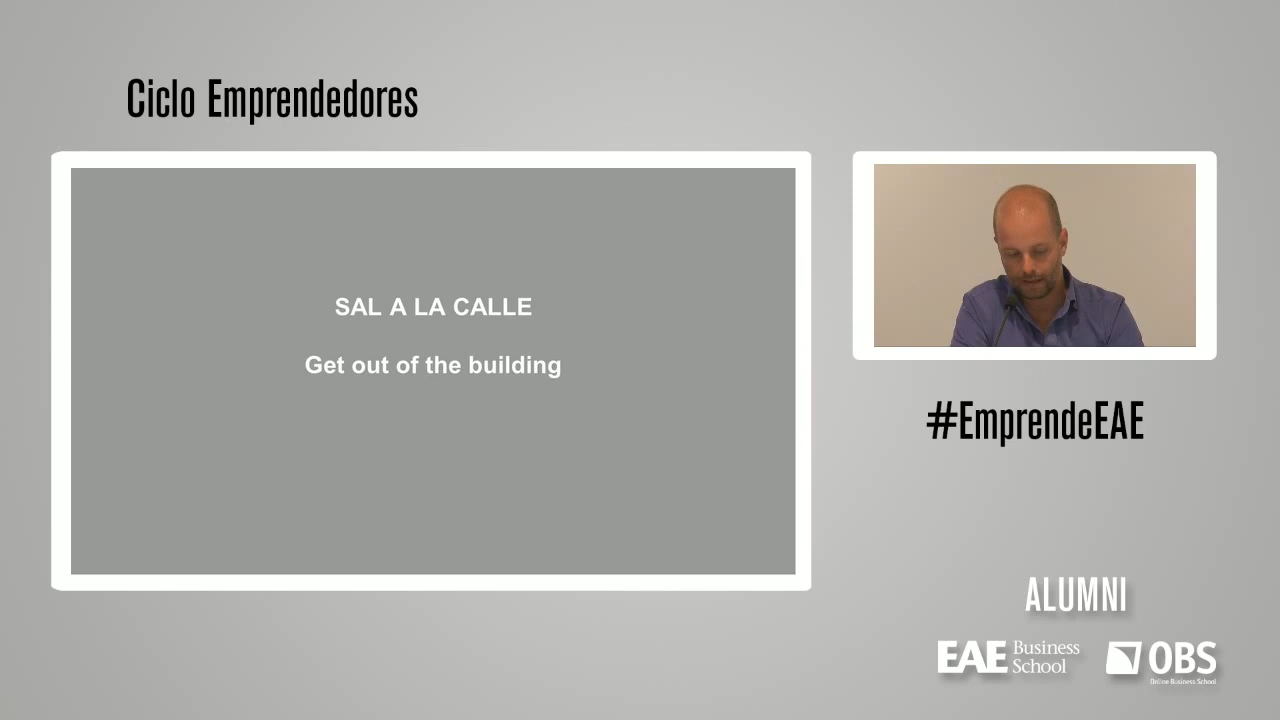 Ciclo Emprendedores
SAL A LA CALLE
Get out of the building
#EmprendeEAE
ALUMNI
EAE Business School
OBS
Online Business School